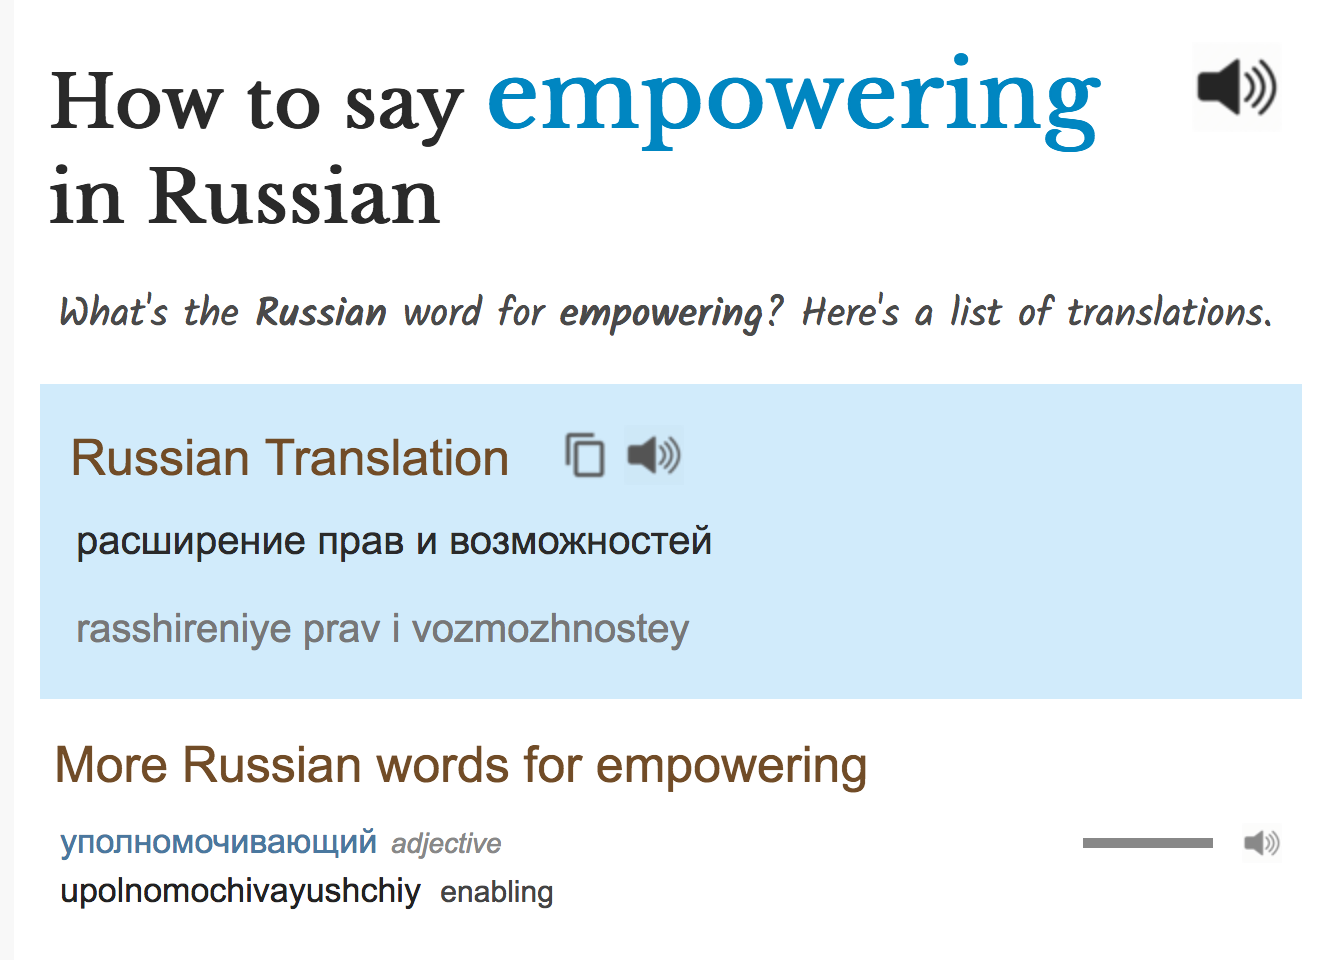 How to say empowering
in Russian
What's the Russian word for empowering? Here's a list of translations.
Russian Translation
расширение прав и возможностей
rasshireniye prav i vozmozhnostey
More Russian words for empowering
уполномочивающий adjective
upolnomochivayushchiy enabling